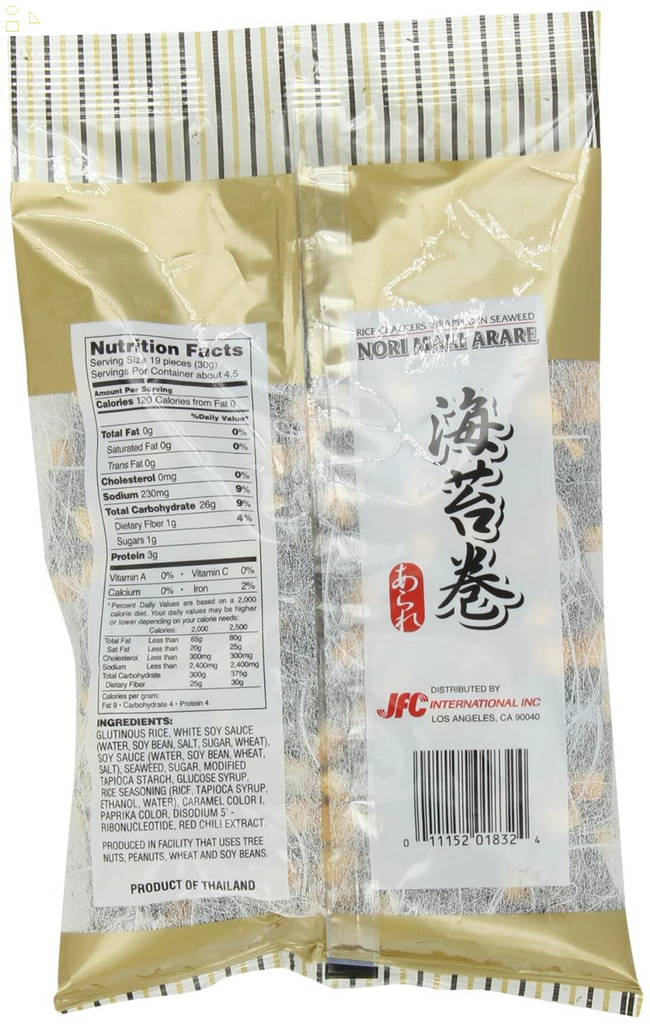 Nutrition Facts
Serving Size 19 pieces (30g)
Servings Per Container about 4.5
Amount Per Serving
Calories 120 Calories from Fat 0
%Daily Value*
Total Fat 0g 0%
Saturated Fat 0g 0%
Trans Fat 0g
Cholesterol 0mg 0%
Sodium 230mg 9%
Total Carbohydrate 26g 9%
Dietary Fiber 1g 4%
Sugars 1g
Protein 3g
Vitamin A 0% • Vitamin C 0%
Calcium 0% • Iron 2%
*Percent Daily Values are based on a 2,000
calorie diet. Your daily values may be higher
or lower depending on your calorie needs:
Calories: 2,000 2,500
Total Fat Less than 65g 80g
Sat Fat Less than 20g 25g
Cholesterol Less than 300mg 300mg
Sodium Less than 2,400mg 2,400mg
Total Carbohydrate 300g 375g
Dietary Fiber 25g 30g
Calories per gram:
Fat 9 • Carbohydrate 4 • Protein 4
INGREDIENTS:
GLUTINOUS RICE, WHITE SOY SAUCE
(WATER, SOY BEAN, SALT, SUGAR, WHEAT),
SOY SAUCE (WATER, SOY BEAN, WHEAT,
SALT), SEAWEED, SUGAR, MODIFIED
TAPIOCA STARCH, GLUCOSE SYRUP,
RICE SEASONING (RICE, TAPIOCA SYRUP,
ETHANOL, WATER), CARAMEL COLOR I,
PAPRIKA COLOR, DISODIUM 5' -
RIBONUCLEOTIDE, RED CHILI EXTRACT.
PRODUCED IN FACILITY THAT USES TREE
NUTS, PEANUTS, WHEAT AND SOY BEANS.
PRODUCT OF THAILAND
RICE CRACKERS WRAPPED IN SEAWEED
NORI MAKI ARARE
海苔巻
あられ
DISTRIBUTED BY
JFC INTERNATIONAL INC
LOS ANGELES, CA 90040
0 11152 01832 4